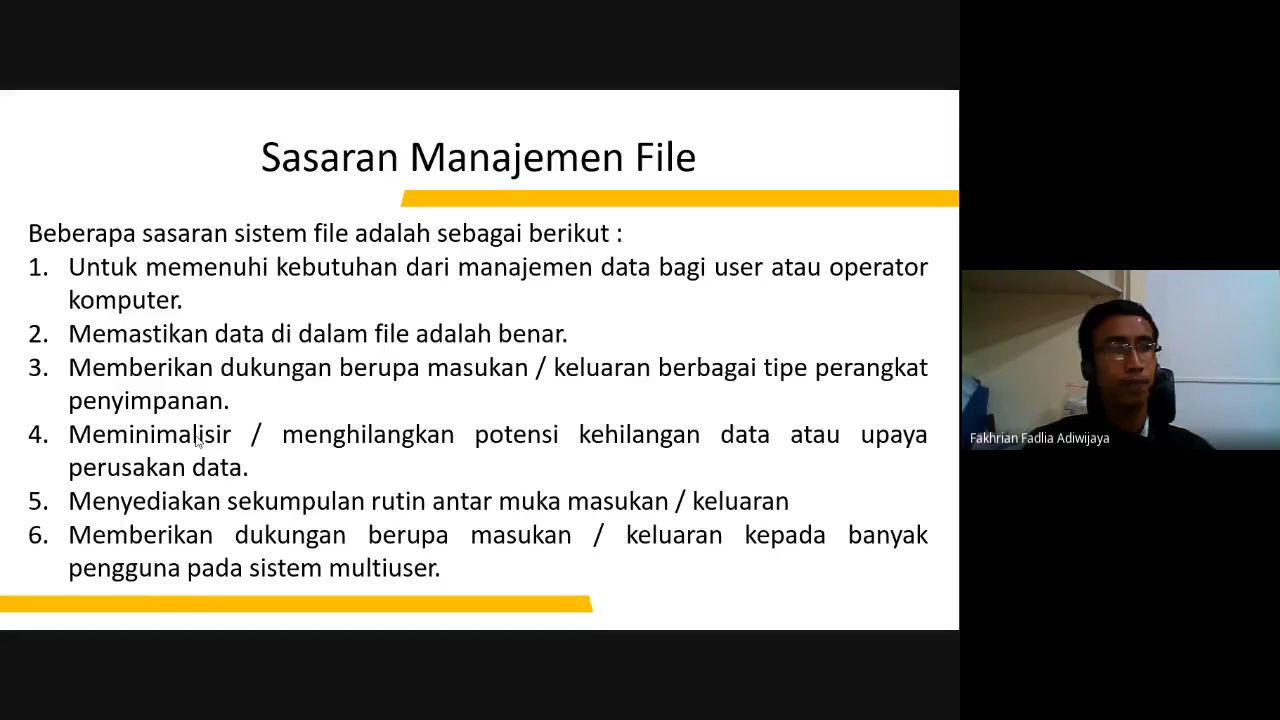 Sasaran Manajemen File
Beberapa sasaran sistem file adalah sebagai berikut :
1. Untuk memenuhi kebutuhan dari manajemen data bagi user atau operator
komputer.
2. Memastikan data di dalam file adalah benar.
3. Memberikan dukungan berupa masukan / keluaran berbagai tipe perangkat
penyimpanan.
4. Meminimalisir / menghilangkan potensi kehilangan data atau upaya
perusakan data.
5. Menyediakan sekumpulan rutin antar muka masukan / keluaran
6. Memberikan dukungan berupa masukan / keluaran kepada banyak
pengguna pada sistem multiuser.
Fakhrian Fadlia Adiwijaya